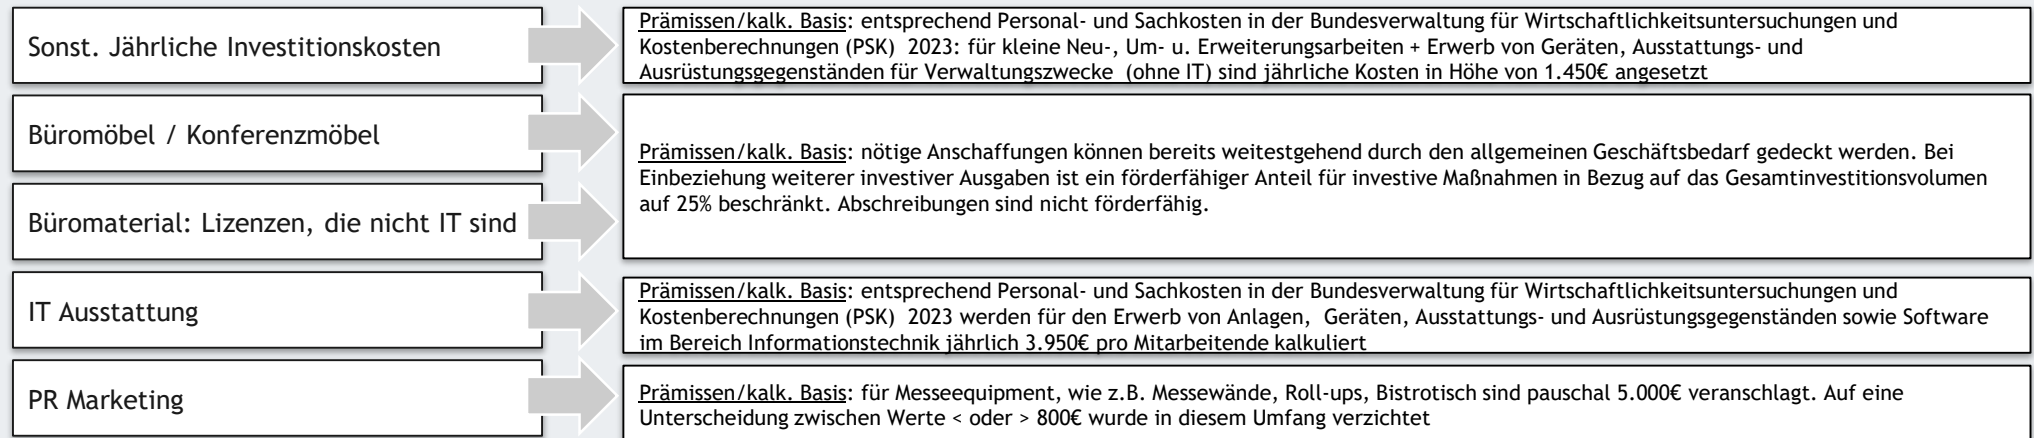 Sonst. Jährliche Investitionskosten
Prämissen/kalk. Basis: entsprechend Personal- und Sachkosten in der Bundesverwaltung für Wirtschaftlichkeitsuntersuchungen und
Kostenberechnungen (PSK) 2023: für kleine Neu-, Um- u. Erweiterungsarbeiten + Erwerb von Geräten, Ausstattungs- und
Ausrüstungsgegenständen für Verwaltungszwecke (ohne IT) sind jährliche Kosten in Höhe von 1.450€ angesetzt
Büromöbel / Konferenzmöbel
Büromaterial: Lizenzen, die nicht IT sind
Prämissen/kalk. Basis: nötige Anschaffungen können bereits weitestgehend durch den allgemeinen Geschäftsbedarf gedeckt werden. Bei
Einbeziehung weiterer investiver Ausgaben ist ein förderfähiger Anteil für investive Maßnahmen in Bezug auf das Gesamtinvestitionsvolumen
auf 25% beschränkt. Abschreibungen sind nicht förderfähig.
IT Ausstattung
Prämissen/kalk. Basis: entsprechend Personal- und Sachkosten in der Bundesverwaltung für Wirtschaftlichkeitsuntersuchungen und
Kostenberechnungen (PSK) 2023 werden für den Erwerb von Anlagen, Geräten, Ausstattungs- und Ausrüstungsgegenständen sowie Software
im Bereich Informationstechnik jährlich 3.950€ pro Mitarbeitende kalkuliert
PR Marketing
Prämissen/kalk. Basis: für Messeequipment, wie z.B. Messewände, Roll-ups, Bistrotisch sind pauschal 5.000€ veranschlagt. Auf eine
Unterscheidung zwischen Werte < oder > 800€ wurde in diesem Umfang verzichtet